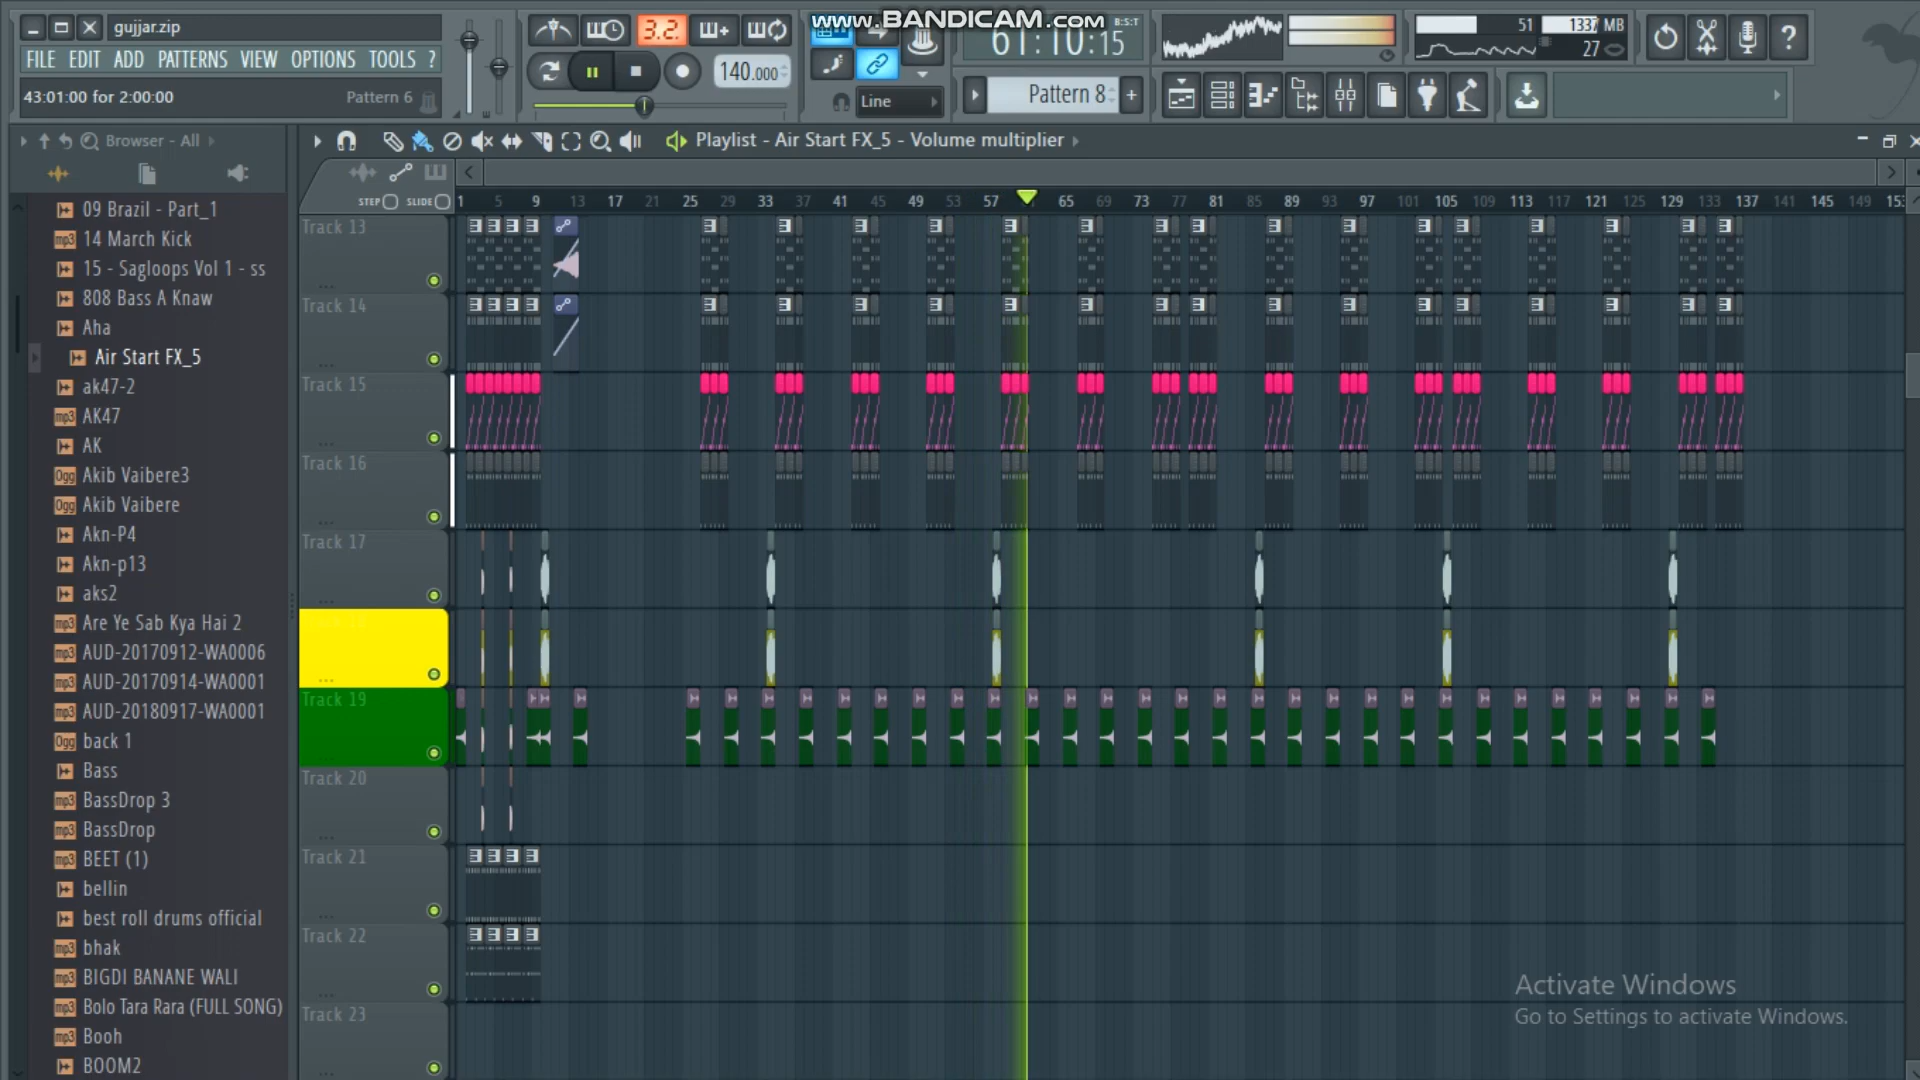 gujjar.zip
FILE EDIT ADD PATTERNS VIEW OPTIONS TOOLS ?
43:01:00 for 2:00:00 Pattern 6
3.2.
140.000
Line
www.BANDICAM.com
B:S:T
61:10:15
Pattern 8
51 1337 MB
27
?
Browser - All
Playlist - Air Start FX_5 - Volume multiplier
STEP SLIDE
1 5 9 13 17 21 25 29 33 37 41 45 49 53 57 65 69 73 77 81 85 89 93 97 101 105 109 113 117 121 125 129 133 137 141 145 149 153
09 Brazil - Part_1
14 March Kick
15 - Sagloops Vol 1 - ss
808 Bass A Knaw
Aha
Air Start FX_5
ak47-2
AK47
AK
Akib Vaibere3
Akib Vaibere
Akn-P4
Akn-p13
aks2
Are Ye Sab Kya Hai 2
AUD-20170912-WA0006
AUD-20170914-WA0001
AUD-20180917-WA0001
back 1
Bass
BassDrop 3
BassDrop
BEET (1)
bellin
best roll drums official
bhak
BIGDI BANANE WALI
Bolo Tara Rara (FULL SONG)
Booh
BOOM2
Track 13
Track 14
Track 15
Track 16
Track 17
Track 19
Track 20
Track 21
Track 22
Track 23
Activate Windows
Go to Settings to activate Windows.